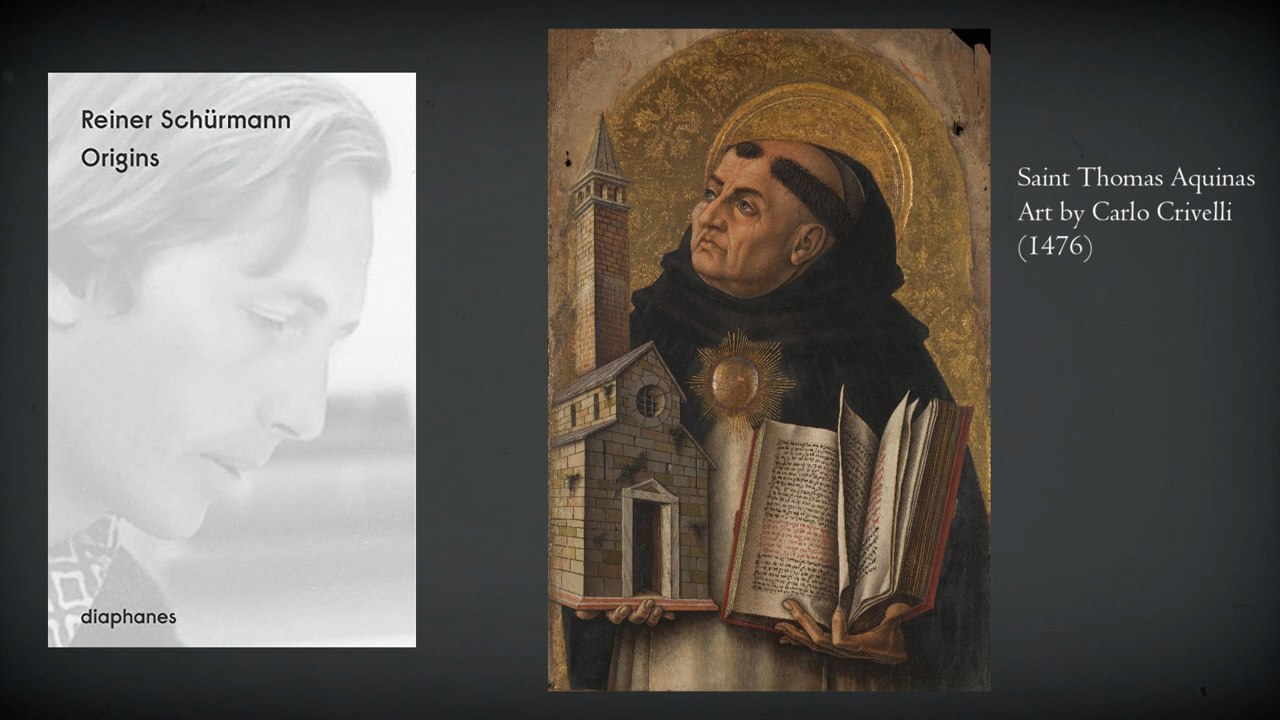 Reiner Schürmann
Origins
diaphanes
Saint Thomas Aquinas
Art by Carlo Crivelli
(1476)